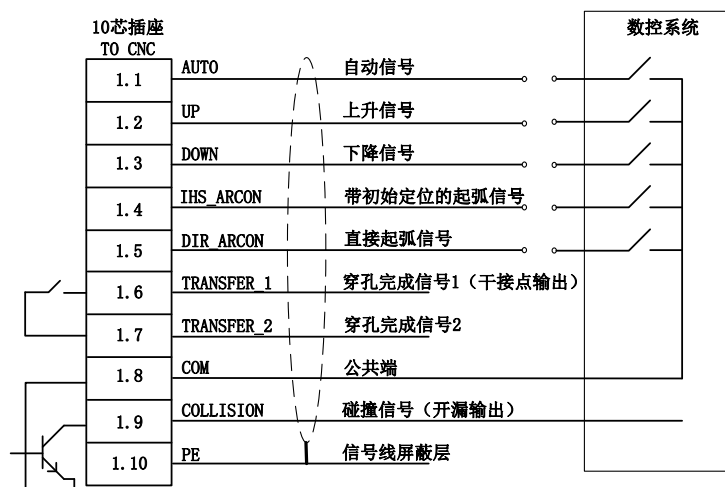 10芯插座
TO CNC
数控系统
1.1 AUTO 自动信号
1.2 UP 上升信号
1.3 DOWN 下降信号
1.4 IHS_ARCON 带初始定位的起弧信号
1.5 DIR_ARCON 直接起弧信号
1.6 TRANSFER_1 穿孔完成信号1（干接点输出）
1.7 TRANSFER_2 穿孔完成信号2
1.8 COM 公共端
1.9 COLLISION 碰撞信号（开漏输出）
1.10 PE 信号线屏蔽层